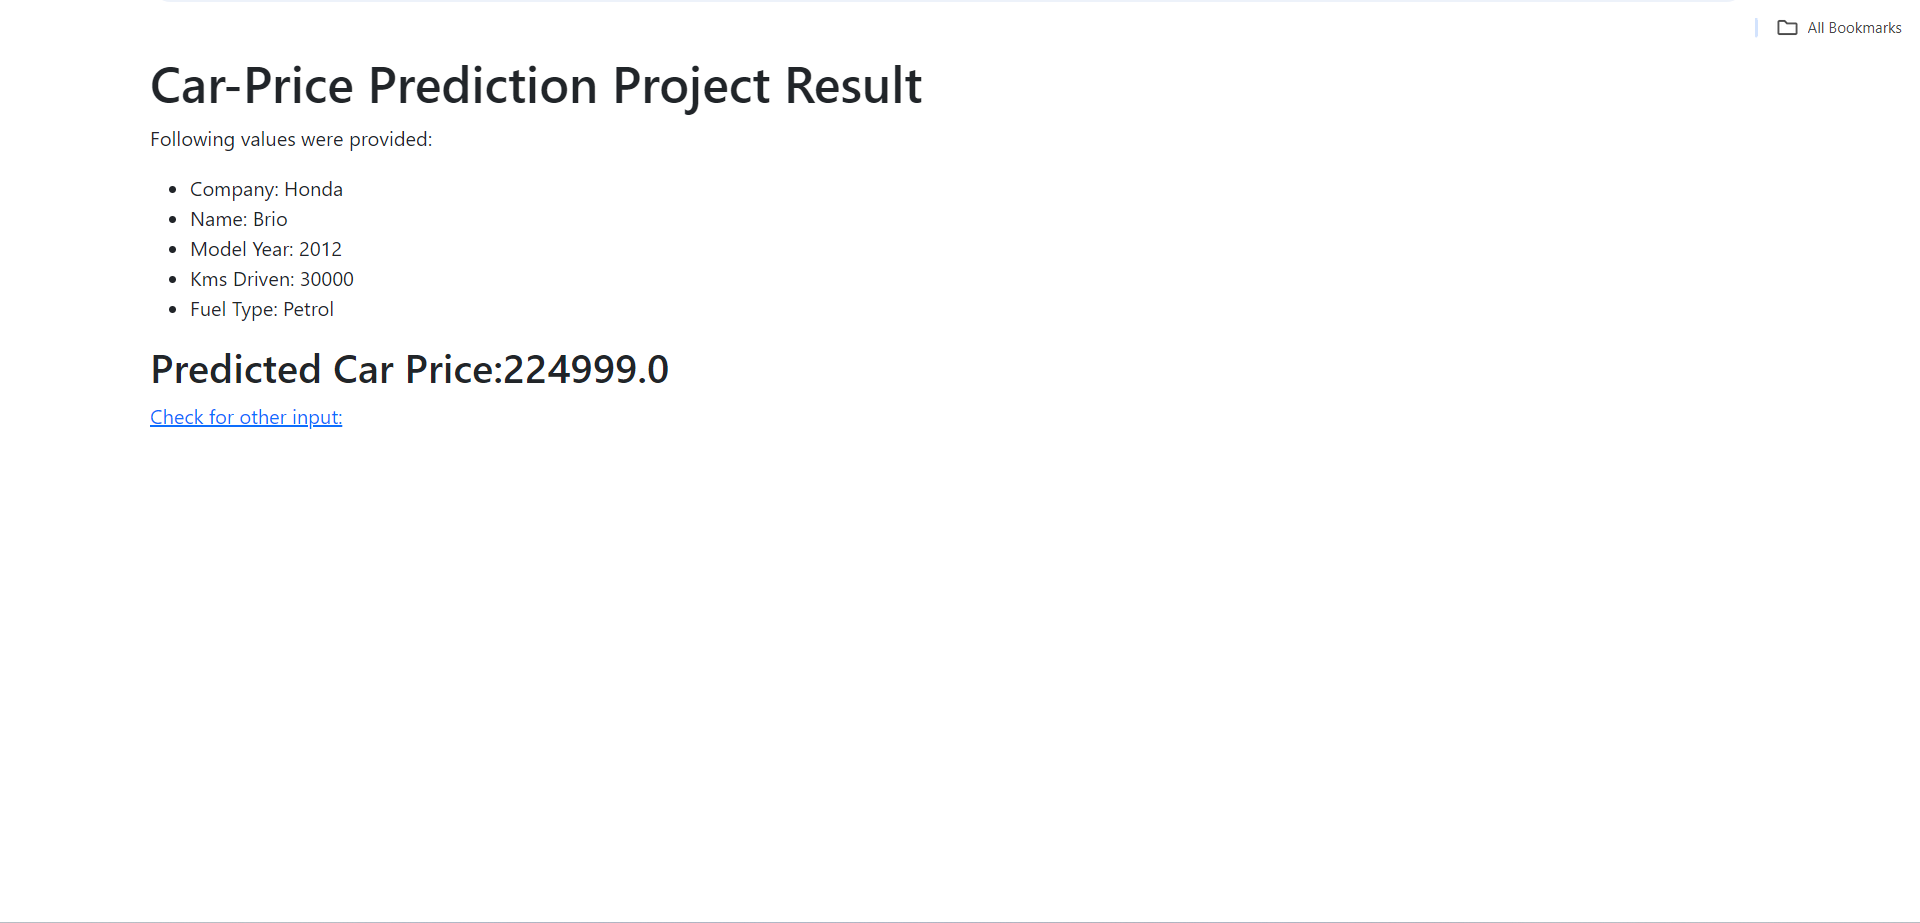 All Bookmarks
Car-Price Prediction Project Result
Following values were provided:
Company: Honda
Name: Brio
Model Year: 2012
Kms Driven: 30000
Fuel Type: Petrol
Predicted Car Price:224999.0
Check for other input: